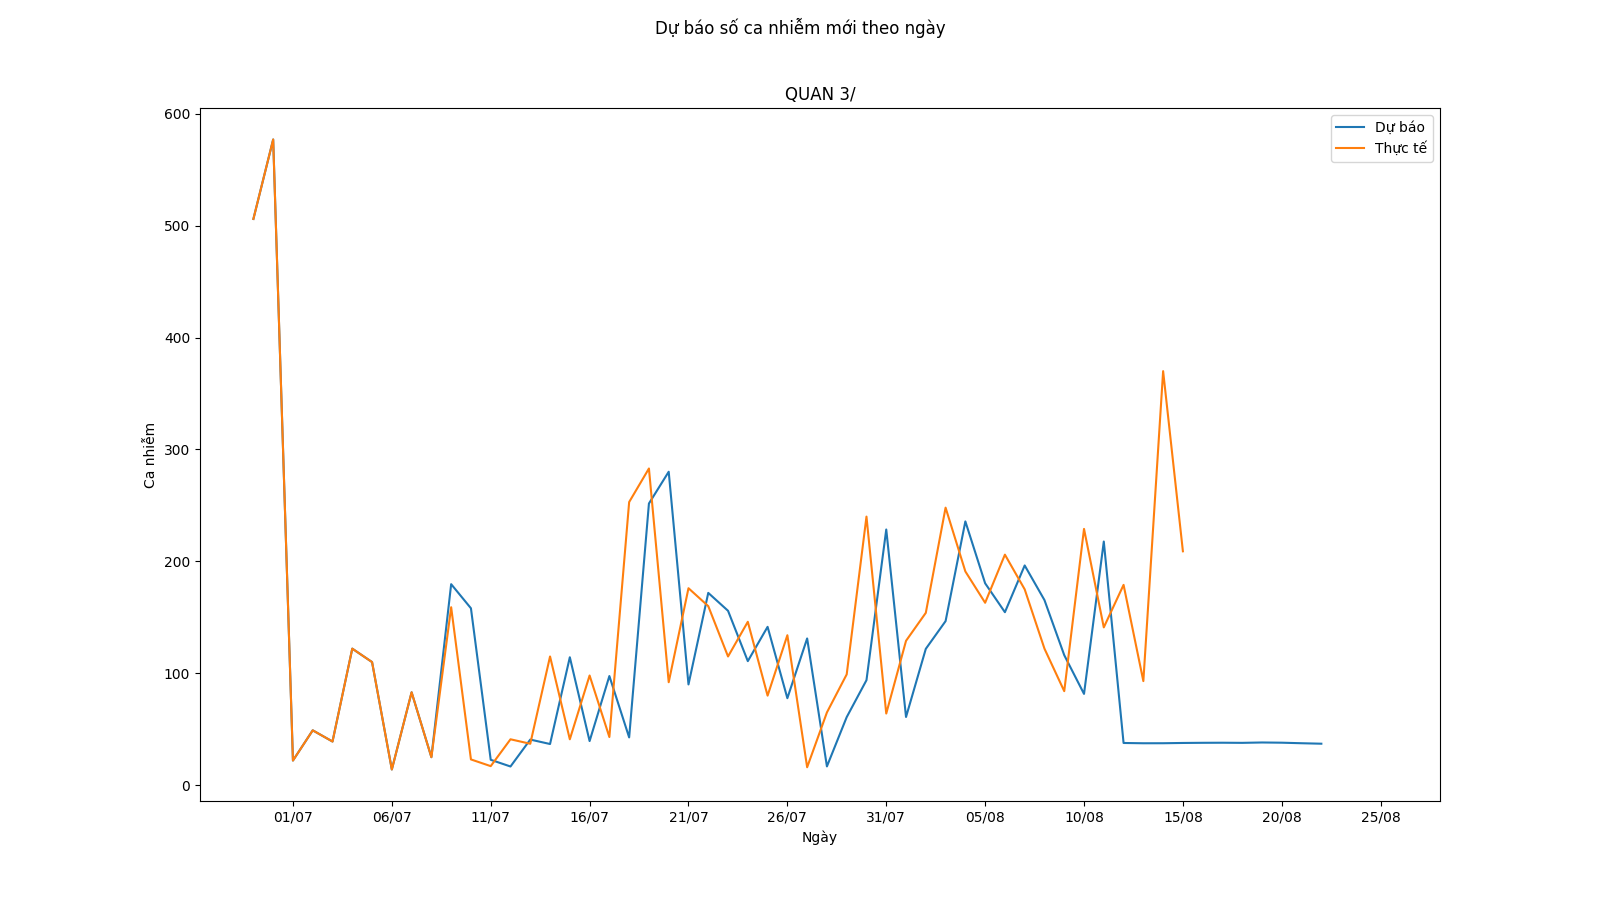 Dự báo số ca nhiễm mới theo ngày
QUAN 3/
Dự báo
Thực tế
600
500
400
300
200
100
0
Ca nhiễm
01/07 06/07 11/07 16/07 21/07 26/07 31/07 05/08 10/08 15/08 20/08 25/08
Ngày